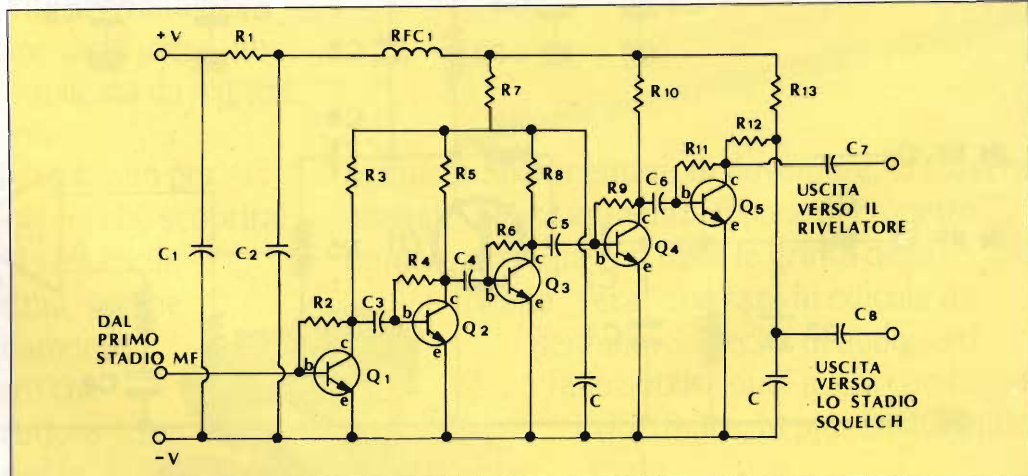 +V
R1
RFC1
R7
R10
R13
R3
R5
R8
R12
R11
C7
C6
R9
b
c
Q5
e
USCITA
VERSO IL
RIVELATORE
C5
R6
c
b
Q4
e
C4
R4
c
b
Q3
e
C1
C2
R2
C3
c
b
Q2
e
C8
DAL
PRIMO
STADIO MF
c
b
Q1
e
C
C
USCITA
VERSO
LO STADIO
SQUELCH
-V